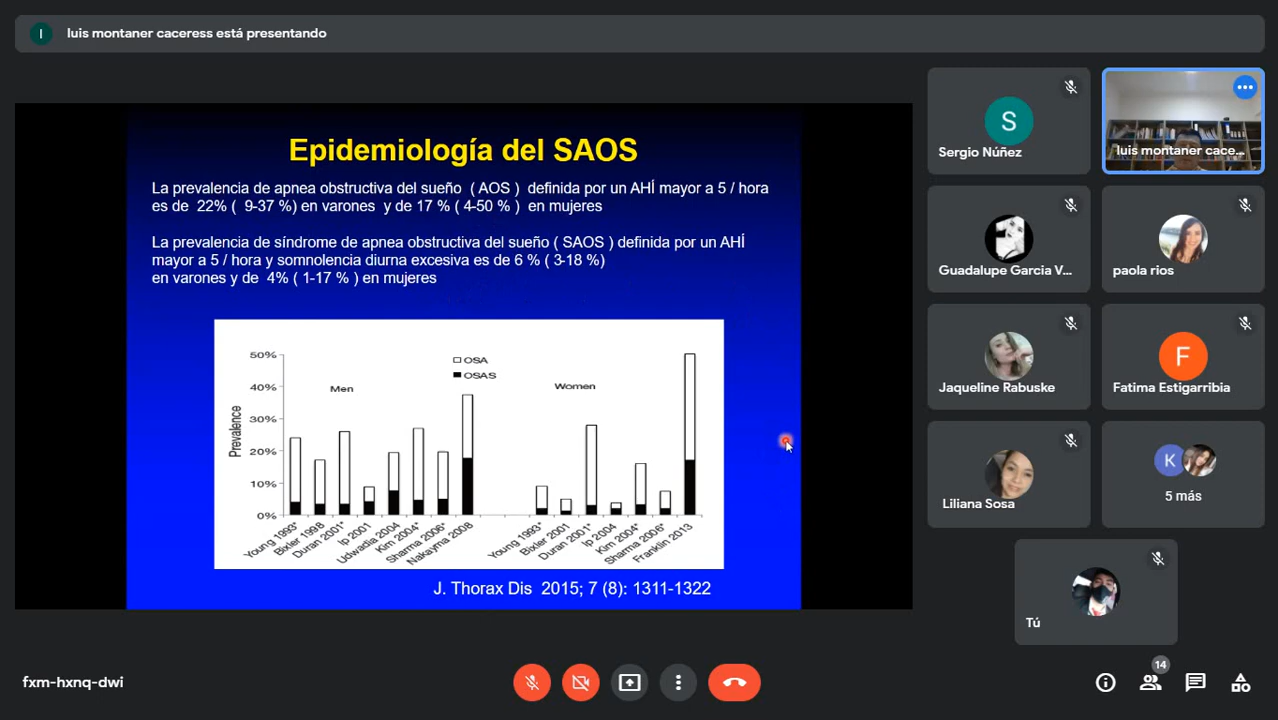 I
luis montaner caceress está presentando
Epidemiología del SAOS
La prevalencia de apnea obstructiva del sueño ( AOS ) definida por un AHÍ mayor a 5 / hora
es de 22% ( 9-37 %) en varones y de 17 % ( 4-50 % ) en mujeres
La prevalencia de síndrome de apnea obstructiva del sueño ( SAOS ) definida por un AHÍ
mayor a 5 / hora y somnolencia diurna excesiva es de 6 % ( 3-18 %)
en varones y de 4% ( 1-17 % ) en mujeres
OSA
OSAS
Men
Women
Prevalence
50%
40%
30%
20%
10%
0%
Young 1993*
Bixler 1998
Duran 2001*
Ip 2001
Udwadia 2004
Kim 2004*
Sharma 2006*
Nakayma 2008
Young 1993*
Bixler 2001
Duran 2001*
Ip 2004
Kim 2004*
Sharma 2006*
Franklin 2013
J. Thorax Dis 2015; 7 (8): 1311-1322
S
Sergio Núñez
luis montaner cace...
Guadalupe Garcia V...
paola rios
Jaqueline Rabuske
F
Fatima Estigarribia
Liliana Sosa
K
5 más
Tú
fxm-hxnq-dwi
14